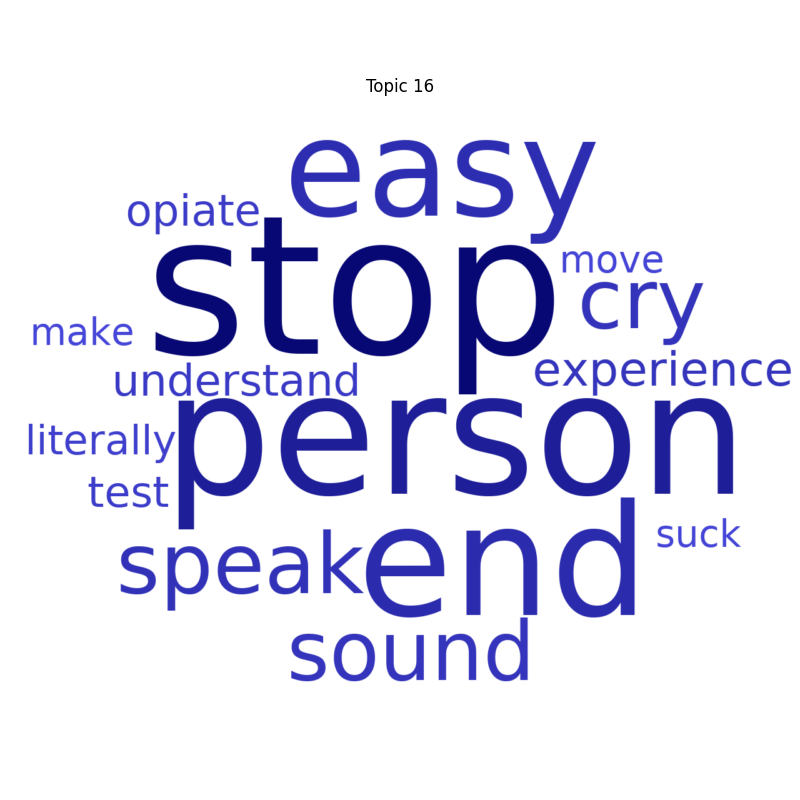 Topic 16
easy
opiate
stop
move
cry
make
experience
understand
person
literally
test
end
suck
speak
sound